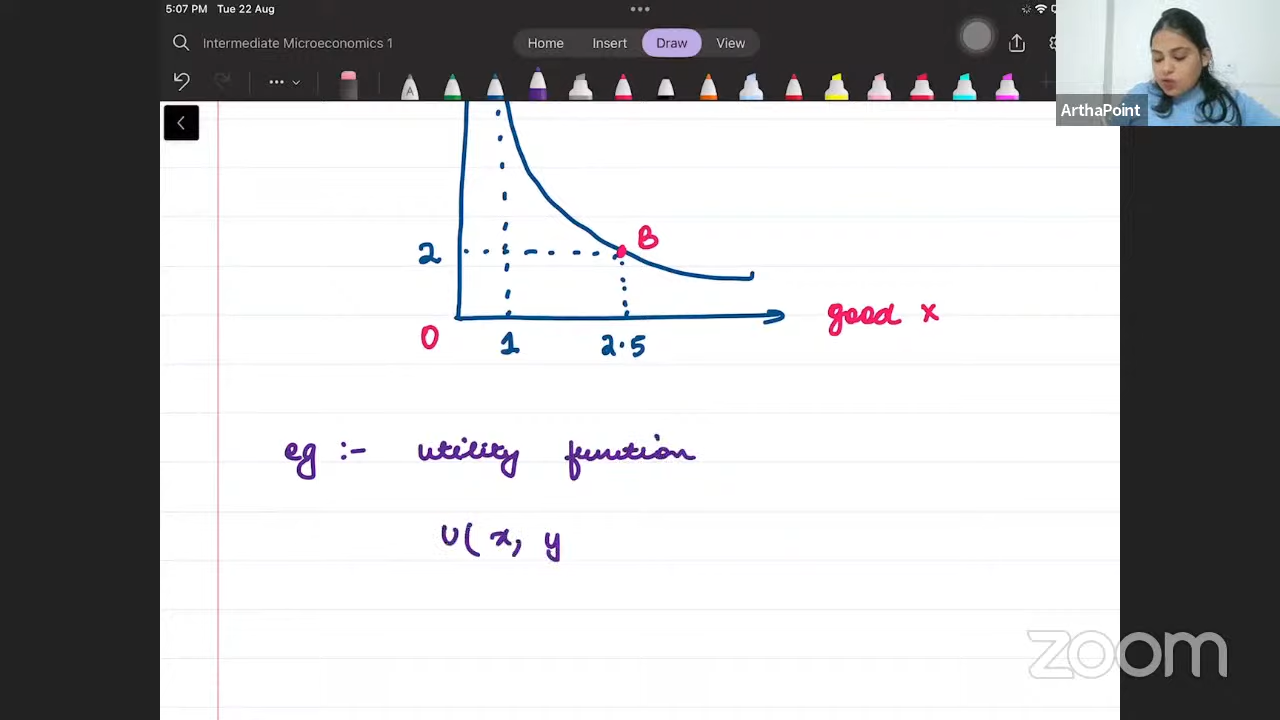 5:07 PM Tue 22 Aug
Intermediate Microeconomics 1
Home Insert Draw View
A
ArthaPoint
B
2
good x
0
1 2.5
eg :- utility function
U( x, y
zoom